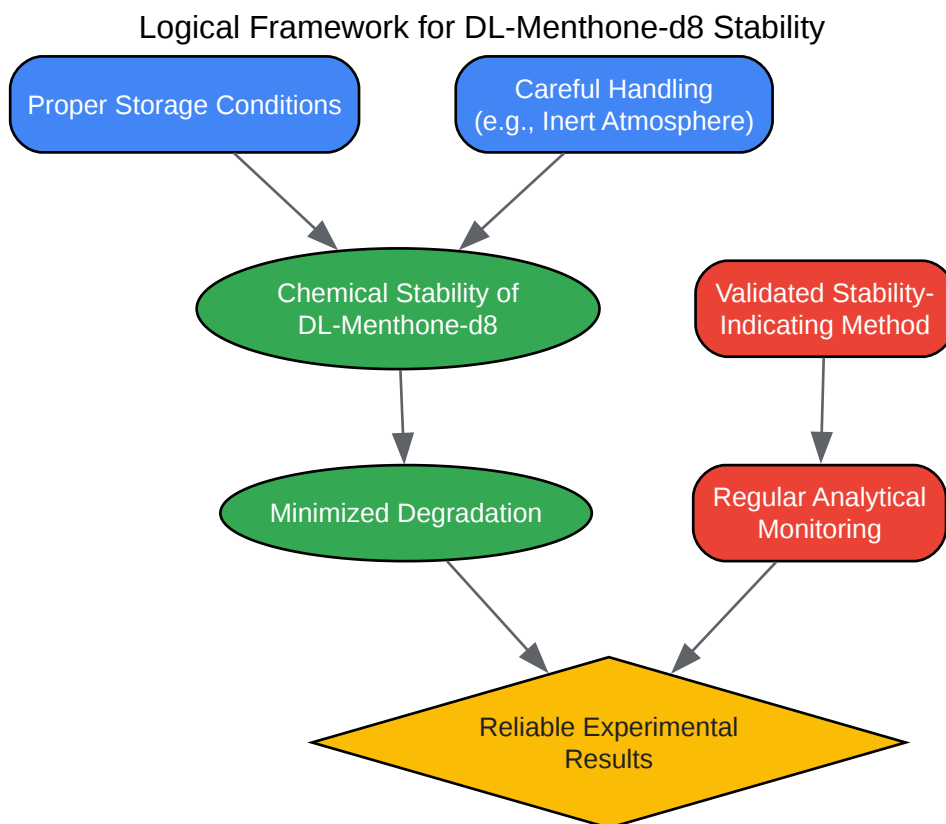 Logical Framework for DL-Menthone-d8 Stability
Proper Storage Conditions
Careful Handling
(e.g., Inert Atmosphere)
Chemical Stability of
DL-Menthone-d8
Validated Stability-
Indicating Method
Minimized Degradation
Regular Analytical
Monitoring
Reliable Experimental
Results